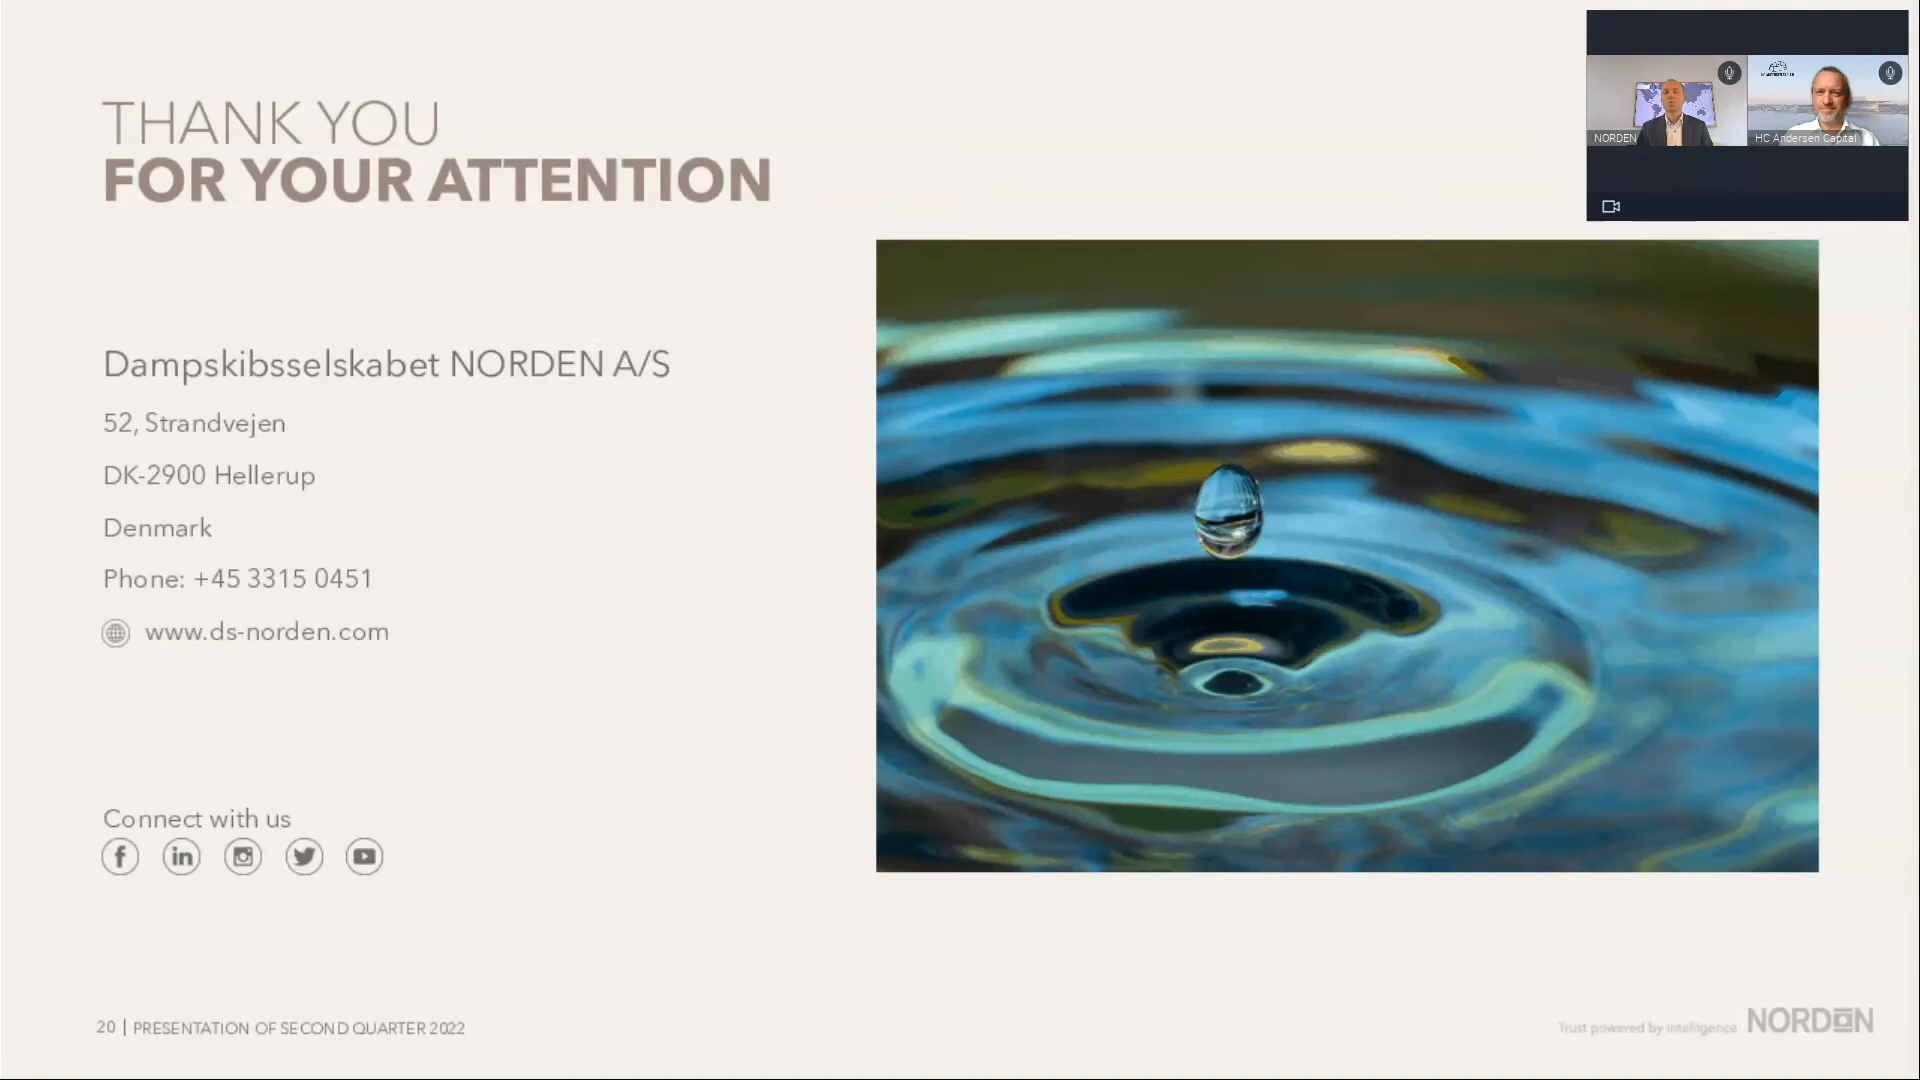 THANK YOU
FOR YOUR ATTENTION
NORDEN
HC Andersen Capital
Dampskibsselskabet NORDEN A/S
52, Strandvejen
DK-2900 Hellerup
Denmark
Phone: +45 3315 0451
www.ds-norden.com
Connect with us
20 | PRESENTATION OF SECOND QUARTER 2022
Trust powered by intelligence NORDEN